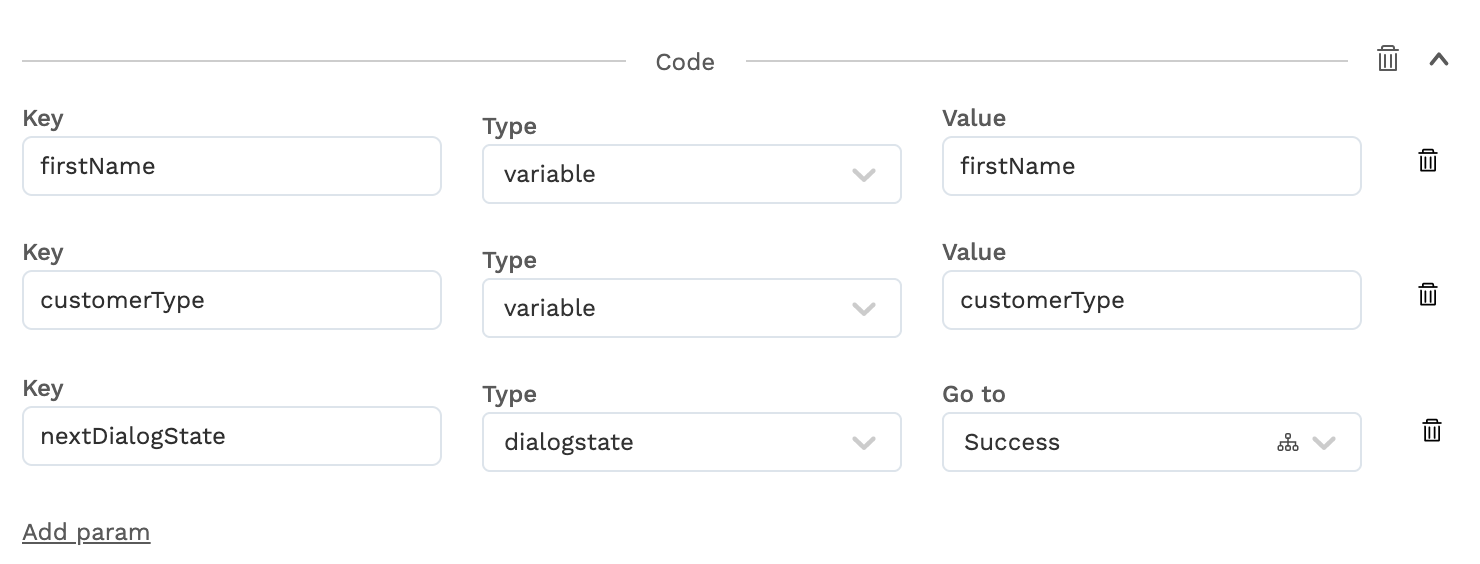 Code
Key
Type
Value
firstName
variable
firstName
Key
Type
Value
customerType
variable
customerType
Key
Type
Go to
nextDialogState
dialogstate
Success
Add param